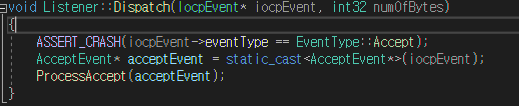 void Listener::Dispatch(IocpEvent* iocpEvent, int32 numOfBytes)
{
ASSERT_CRASH(iocpEvent->eventType == EventType::Accept);
AcceptEvent* acceptEvent = static_cast<AcceptEvent*>(iocpEvent);
ProcessAccept(acceptEvent);
}